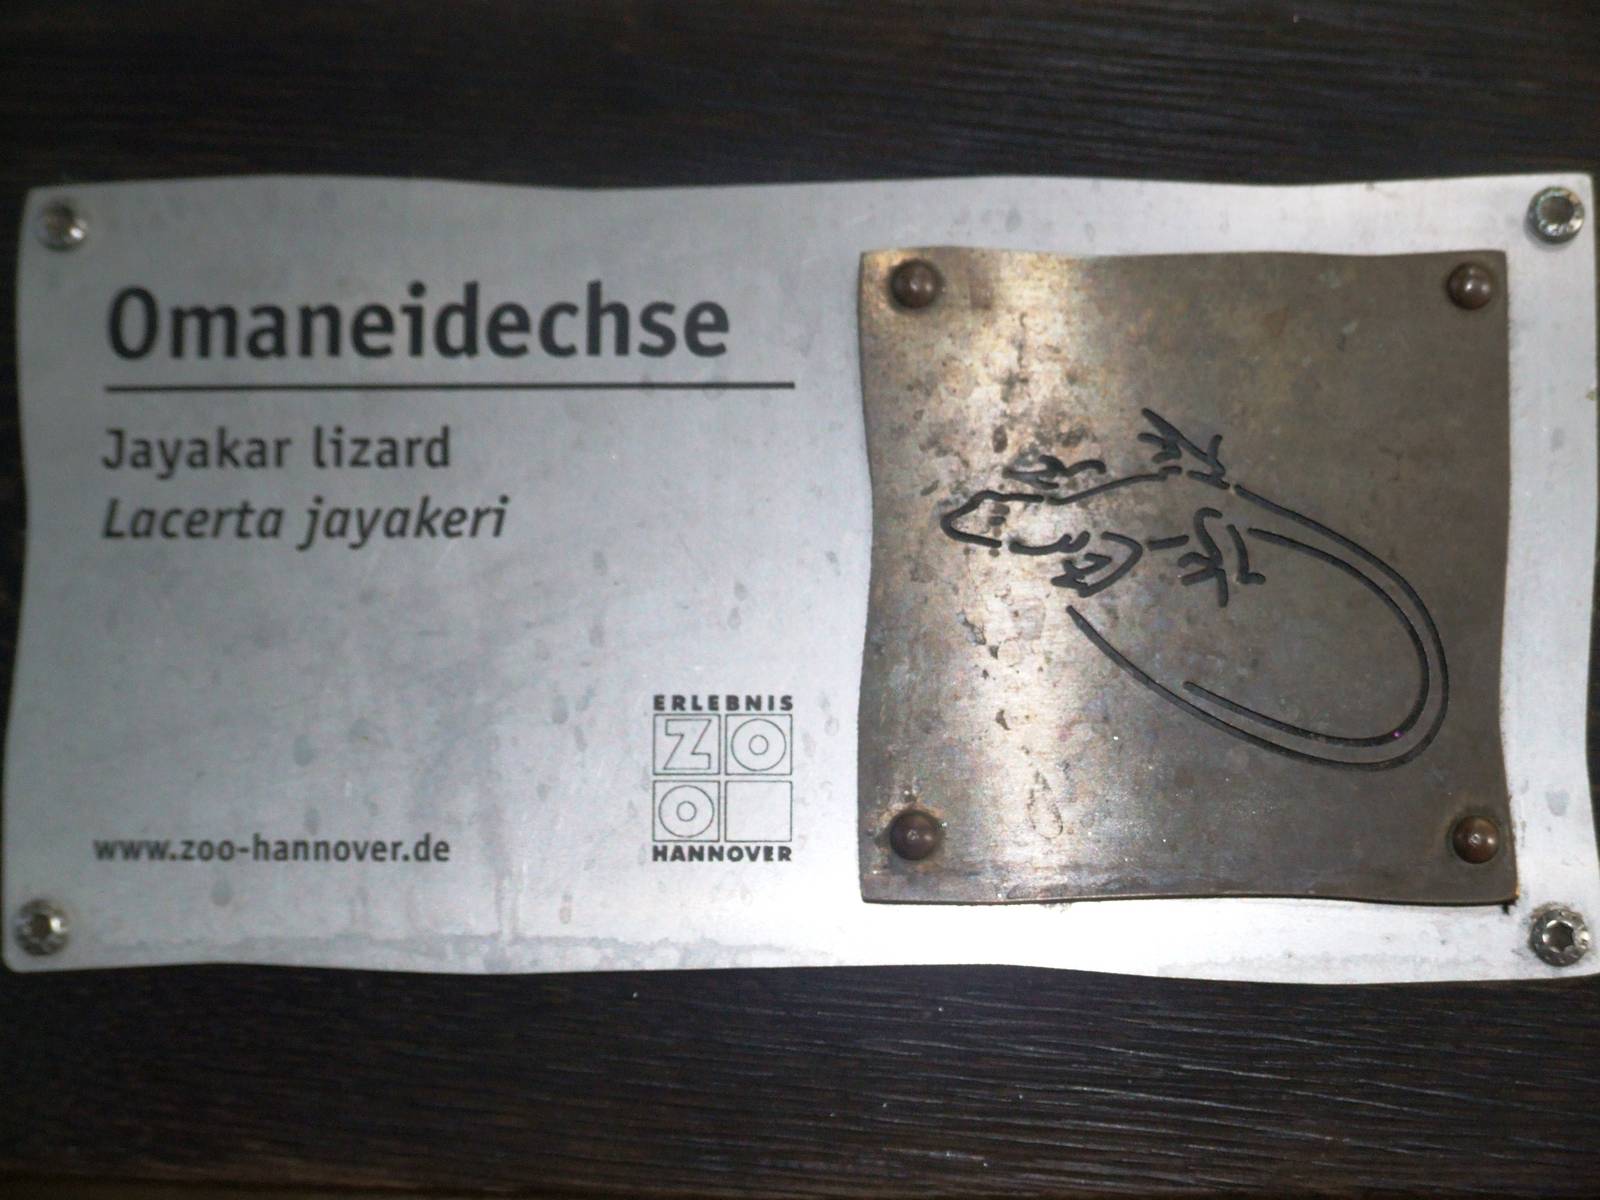 Omaneidechse
Jayakar lizard
Lacerta jayakeri
ERLEBNIS
ZO
O
HANNOVER
www.zoo-hannover.de